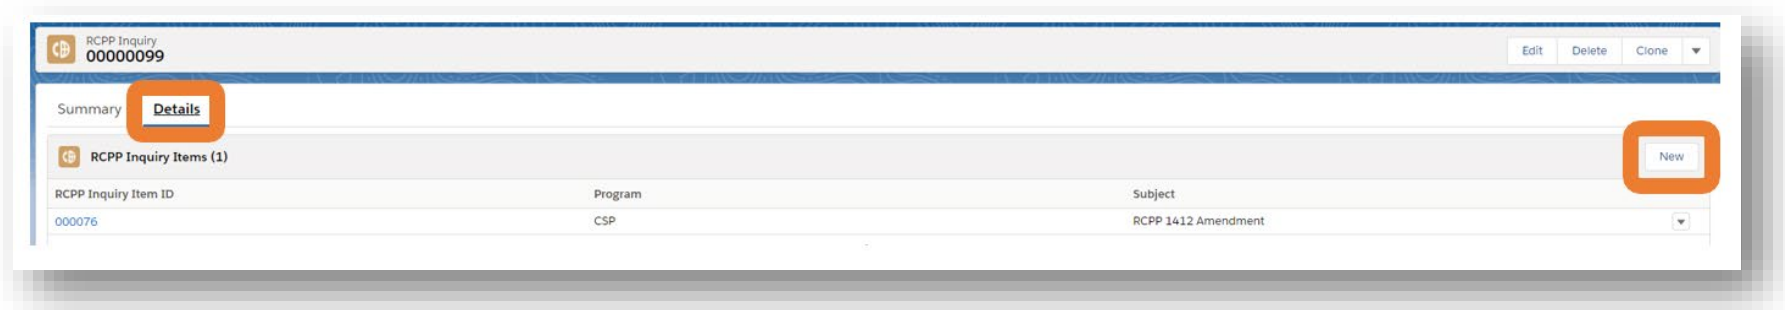 RCPP Inquiry
00000099
Edit Delete Clone
Summary Details
RCPP Inquiry Items (1)
New
RCPP Inquiry Item ID Program Subject
000076 CSP RCPP 1412 Amendment